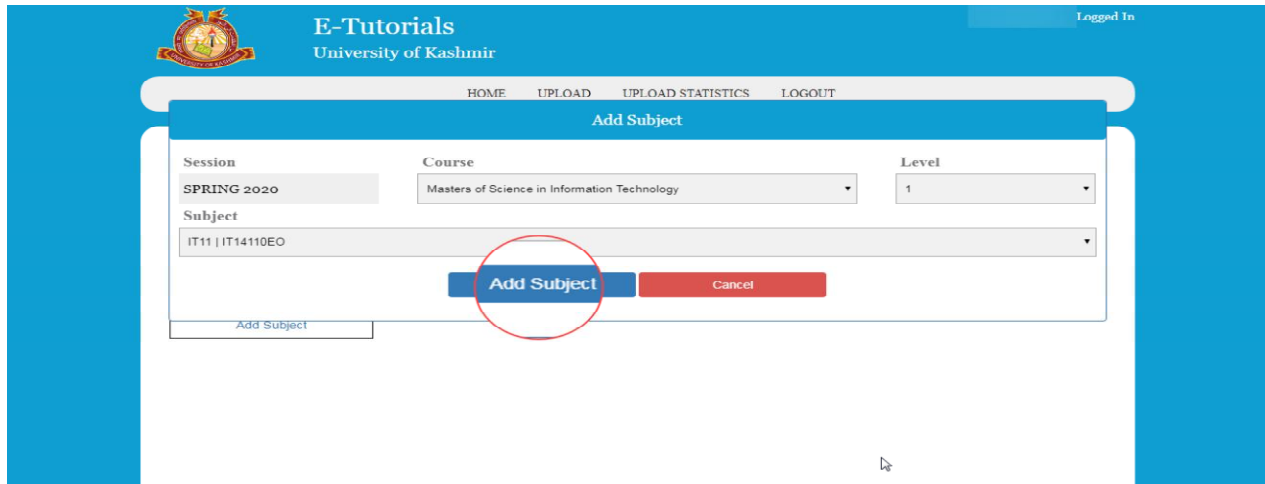 E-Tutorials
University of Kashmir
Logged In
HOME UPLOAD UPLOAD STATISTICS LOGOUT
Add Subject
Session Course Level
SPRING 2020 Masters of Science in Information Technology 1
Subject
IT11 | IT14110EO
Add Subject Cancel
Add Subject